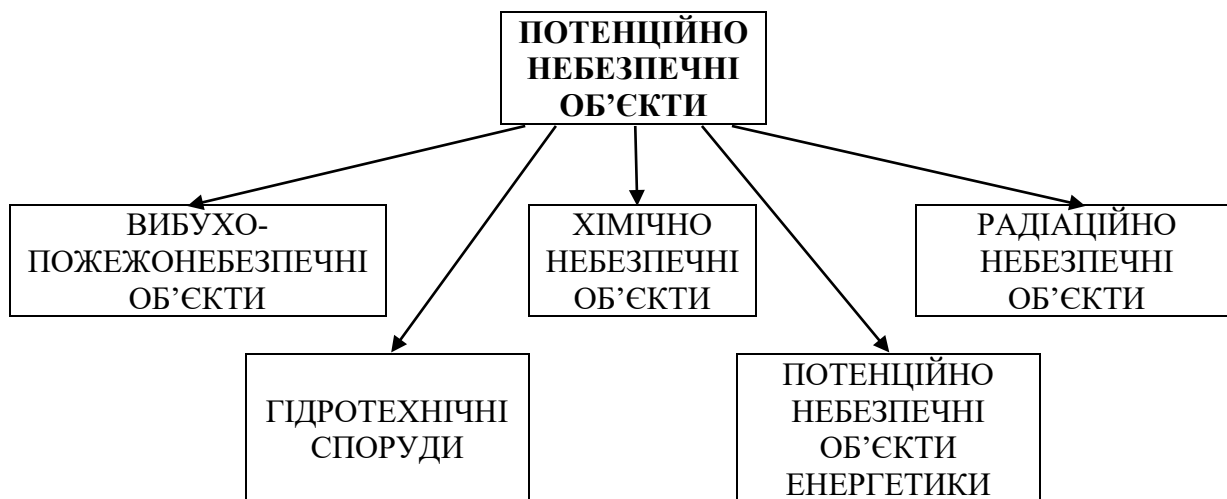 ПОТЕНЦІЙНО
НЕБЕЗПЕЧНІ
ОБ’ЄКТИ
ВИБУХО-
ПОЖЕЖОНЕБЕЗПЕЧНІ
ОБ’ЄКТИ
ХІМІЧНО
НЕБЕЗПЕЧНІ
ОБ’ЄКТИ
РАДІАЦІЙНО
НЕБЕЗПЕЧНІ
ОБ’ЄКТИ
ГІДРОТЕХНІЧНІ
СПОРУДИ
ПОТЕНЦІЙНО
НЕБЕЗПЕЧНІ
ОБ’ЄКТИ
ЕНЕРГЕТИКИ